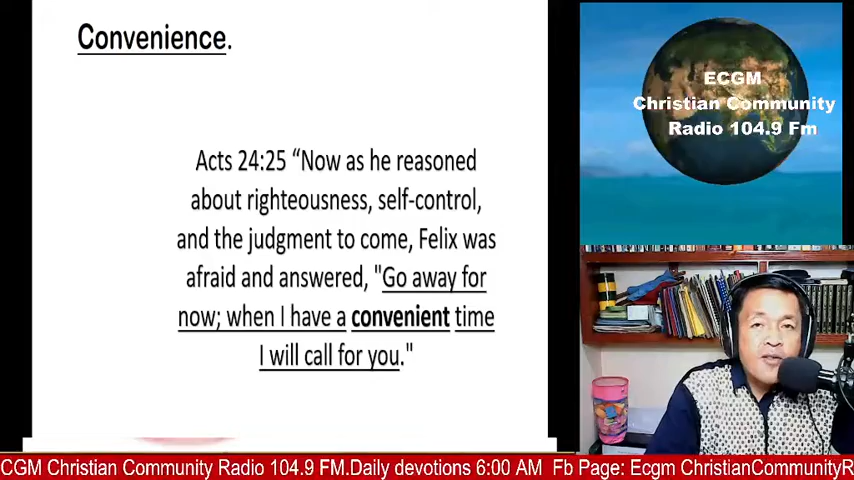 Convenience.
Acts 24:25 “Now as he reasoned
about righteousness, self-control,
and the judgment to come, Felix was
afraid and answered, "Go away for
now; when I have a convenient time
I will call for you."
ECGM
Christian Community
Radio 104.9 Fm
CGM Christian Community Radio 104.9 FM.Daily devotions 6:00 AM Fb Page: Ecgm ChristianCommunityR